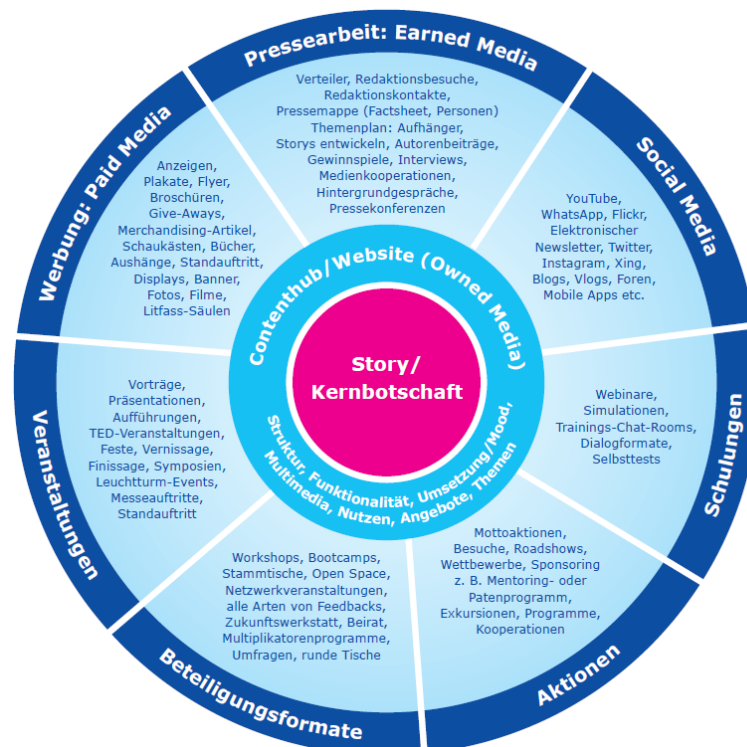 Pressearbeit: Earned Media
Verteiler, Redaktionsbesuche,
Redaktionskontakte,
Pressemappe (Factsheet, Personen)
Themenplan: Aufhänger,
Storys entwickeln, Autorenbeiträge,
Gewinnspiele, Interviews,
Medienkooperationen,
Hintergrundgespräche,
Pressekonferenzen
Social Media
YouTube,
WhatsApp, Flickr,
Elektronischer
Newsletter, Twitter,
Instagram, Xing,
Blogs, Vlogs, Foren,
Mobile Apps etc.
Schulungen
Webinare,
Simulationen,
Trainings-Chat-Rooms,
Dialogformate,
Selbsttests
Aktionen
Mottoaktionen,
Besuche, Roadshows,
Wettbewerbe, Sponsoring
z. B. Mentoring- oder
Patenprogramm,
Exkursionen, Programme,
Kooperationen
Beteiligungsformate
Workshops, Bootcamps,
Stammtische, Open Space,
Netzwerkveranstaltungen,
alle Arten von Feedbacks,
Zukunftswerkstatt, Beirat,
Multiplikatorenprogramme,
Umfragen, runde Tische
Veranstaltungen
Vorträge,
Präsentationen,
Aufführungen,
TED-Veranstaltungen,
Feste, Vernissage,
Finissage, Symposien,
Leuchtturm-Events,
Messeauftritte,
Standauftritt
Werbung: Paid Media
Anzeigen,
Plakate, Flyer,
Broschüren,
Give-Aways,
Merchandising-Artikel,
Schaukästen, Bücher,
Aushänge, Standauftritt,
Displays, Banner,
Fotos, Filme,
Litfass-Säulen
Contenthub/Website (Owned Media)
Struktur, Funktionalität, Umsetzung/Mood,
Multimedia, Nutzen, Angebote, Themen
Story/
Kernbotschaft